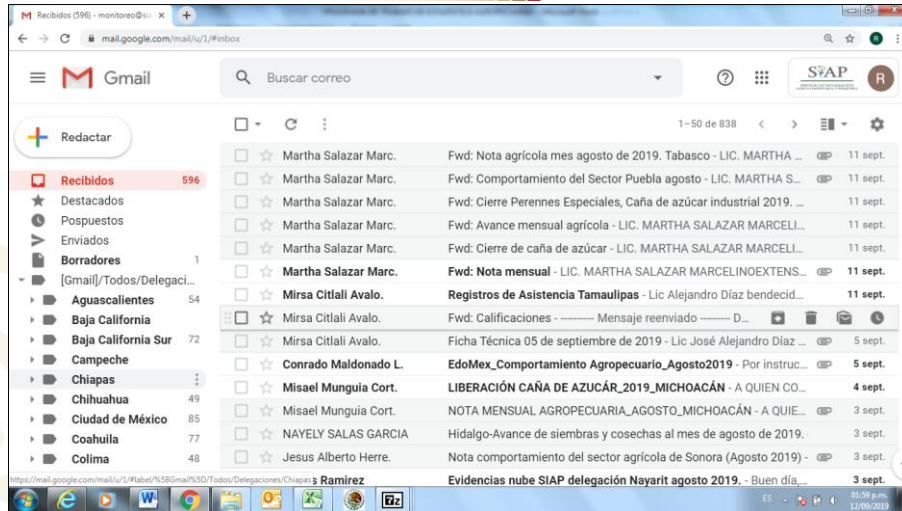 Recibidos (596) - monitoreo@sia
mail.google.com/mail/u/1/#inbox
R
Gmail
Buscar correo
SIAP
R
Redactar
1–50 de 838
Recibidos 596
Destacados
Pospuestos
Enviados
Borradores 1
[Gmail]/Todos/Delegaci...
Aguascalientes 54
Baja California
Baja California Sur 72
Campeche
Chiapas
Chihuahua 49
Ciudad de México 85
Coahuila 77
Colima 48
Martha Salazar Marc. Fwd: Nota agrícola mes agosto de 2019. Tabasco - LIC. MARTHA ... 11 sept.
Martha Salazar Marc. Fwd: Comportamiento del Sector Puebla agosto - LIC. MARTHA S... 11 sept.
Martha Salazar Marc. Fwd: Cierre Perennes Especiales, Caña de azúcar industrial 2019. ... 11 sept.
Martha Salazar Marc. Fwd: Avance mensual agrícola - LIC. MARTHA SALAZAR MARCELI... 11 sept.
Martha Salazar Marc. Fwd: Cierre de caña de azúcar - LIC. MARTHA SALAZAR MARCELI... 11 sept.
Martha Salazar Marc. Fwd: Nota mensual - LIC. MARTHA SALAZAR MARCELINOEXTENS... 11 sept.
Mirsa Citlali Avalo. Registros de Asistencia Tamaulipas - Lic Alejandro Díaz bendecid... 11 sept.
Mirsa Citlali Avalo. Fwd: Calificaciones - ---------- Mensaje reenviado --------- D...
Mirsa Citlali Avalo. Ficha Técnica 05 de septiembre de 2019 - Lic José Alejandro Díaz ... 5 sept.
Conrado Maldonado L. EdoMex_Comportamiento Agropecuario_Agosto2019 - Por instruc... 5 sept.
Misael Munguia Cort. LIBERACIÓN CAÑA DE AZUCÁR_2019_MICHOACÁN - A QUIEN CO... 4 sept.
Misael Munguia Cort. NOTA MENSUAL AGROPECUARIA_AGOSTO_MICHOACÁN - A QUIE... 3 sept.
NAYELY SALAS GARCIA Hidalgo-Avance de siembras y cosechas al mes de agosto de 2019. 3 sept.
Jesus Alberto Herre. Nota comportamiento del sector agrícola de Sonora (Agosto 2019) - 3 sept.
s Ramirez Evidencias nube SIAP delegación Nayarit agosto 2019. - Buen día,... 3 sept.
https://mail.google.com/mail/u/1/#label/%5BGmail%5D/Todos/Delegaciones/Chiapas
ES 01:59 p.m.
12/09/2019